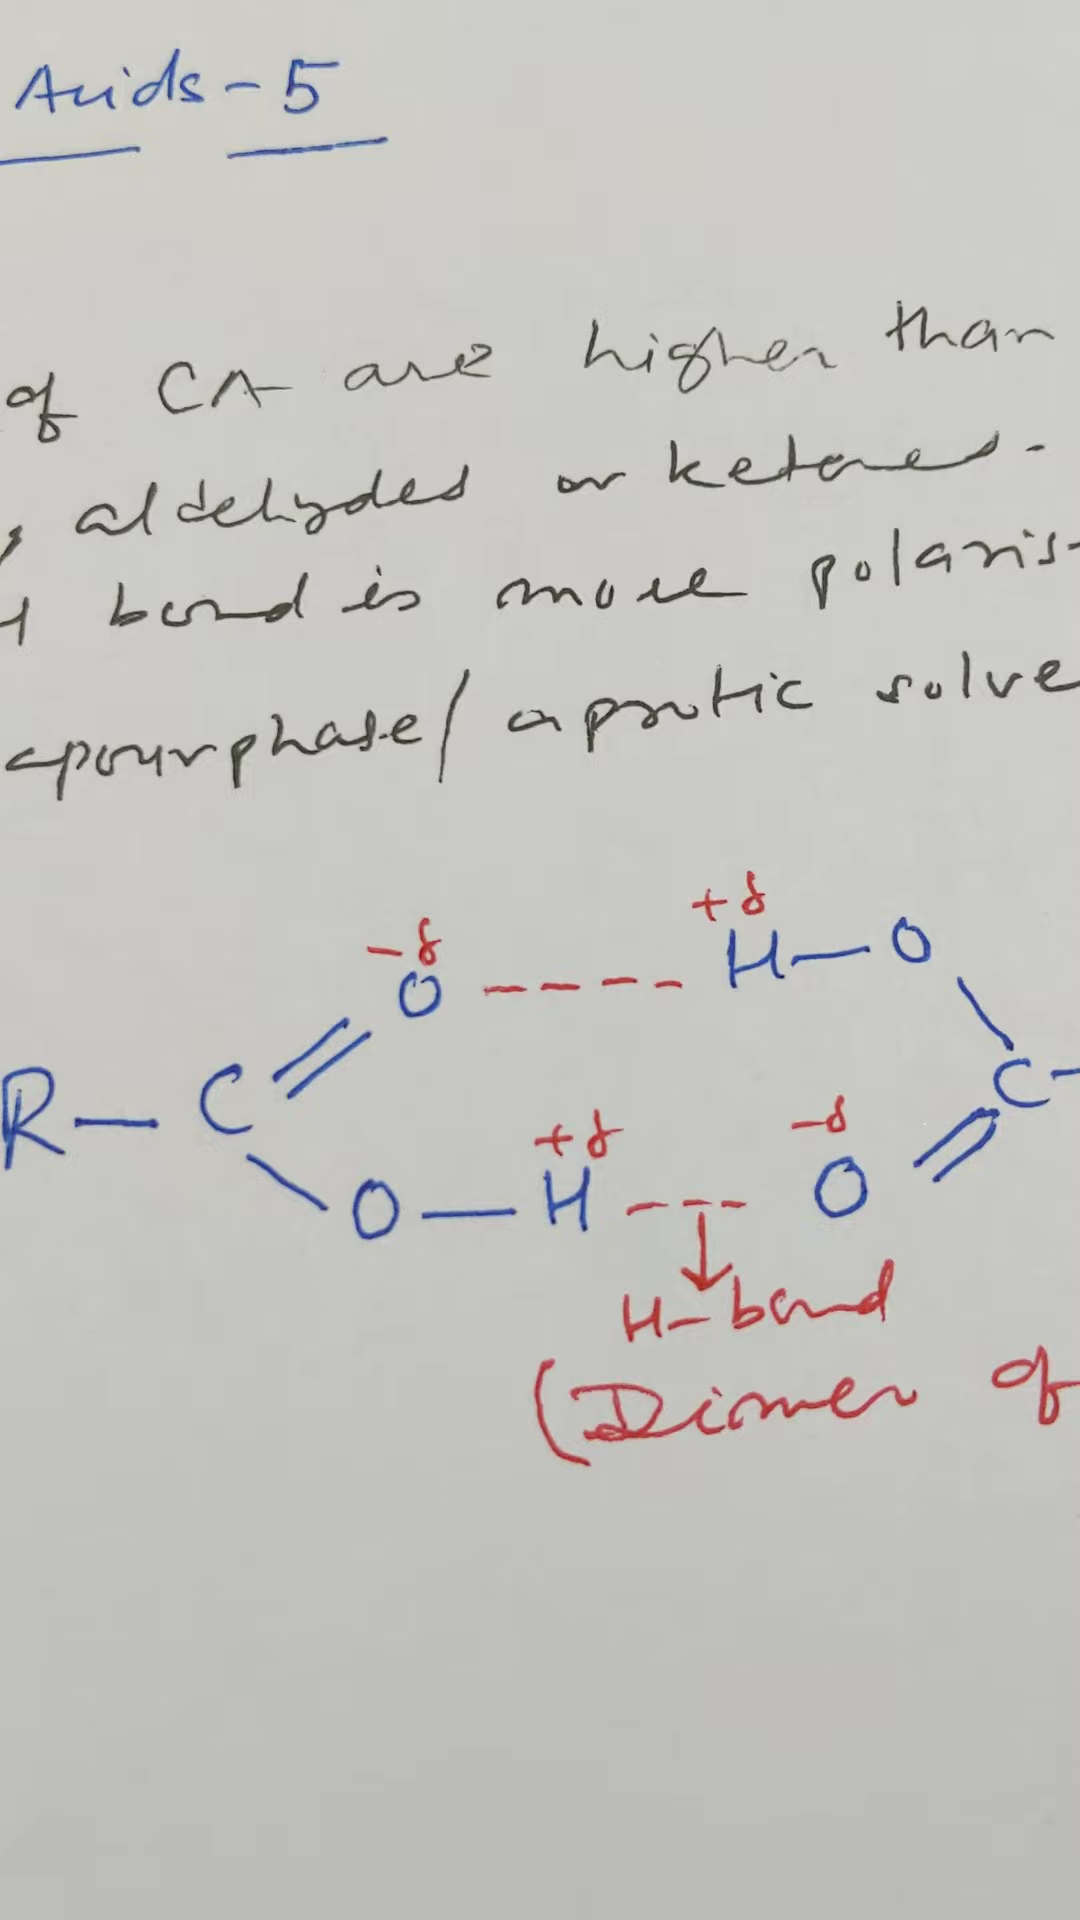 Acids - 5
of CA are higher than
, aldehydes or ketones.
H bond is more polaris-
apourphase/ aprotic solve
-δ +δ
O ---- H—O
R—C C-
+δ -δ
O—H --- O
H-bond
(Dimer of